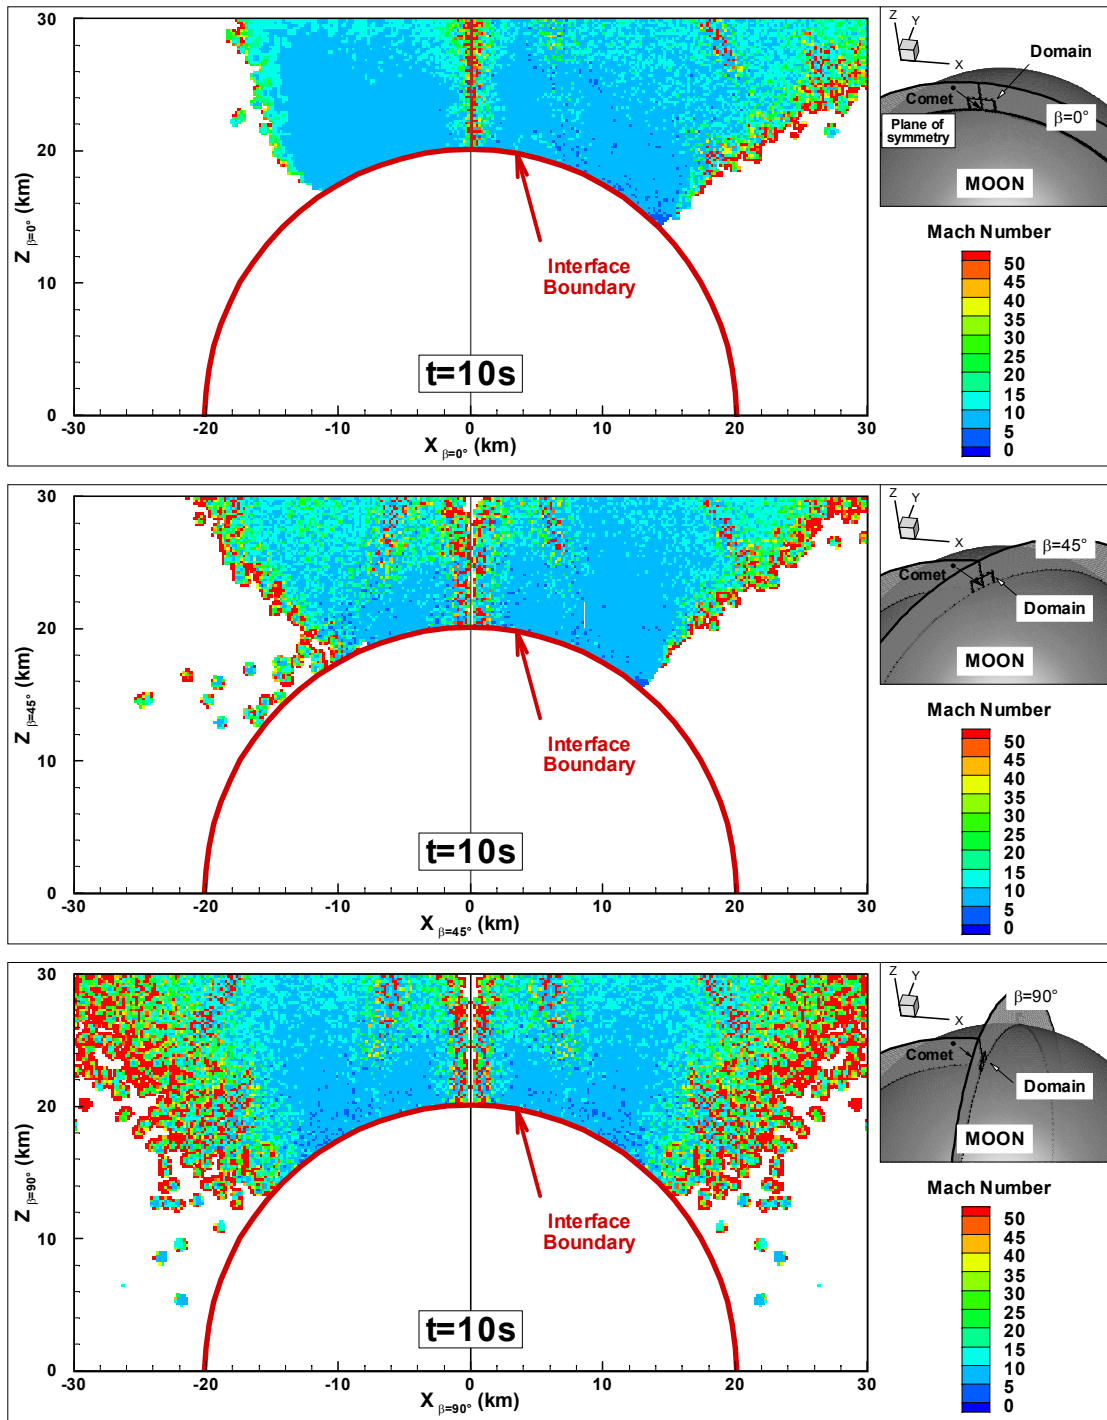 30
20
10
0
Z β=0° (km)
-30 -20 -10 0 10 20 30
X β=0° (km)
Interface
Boundary
t=10s
Z Y
X
Domain
Comet
β=0°
Plane of
symmetry
MOON
Mach Number
50
45
40
35
30
25
20
15
10
5
0
30
20
10
0
Z β=45° (km)
-30 -20 -10 0 10 20 30
X β=45° (km)
Interface
Boundary
t=10s
Z Y
X
β=45°
Comet
Domain
MOON
Mach Number
50
45
40
35
30
25
20
15
10
5
0
30
20
10
0
Z β=90° (km)
-30 -20 -10 0 10 20 30
X β=90° (km)
Interface
Boundary
t=10s
Z Y
X
β=90°
Comet
Domain
MOON
Mach Number
50
45
40
35
30
25
20
15
10
5
0